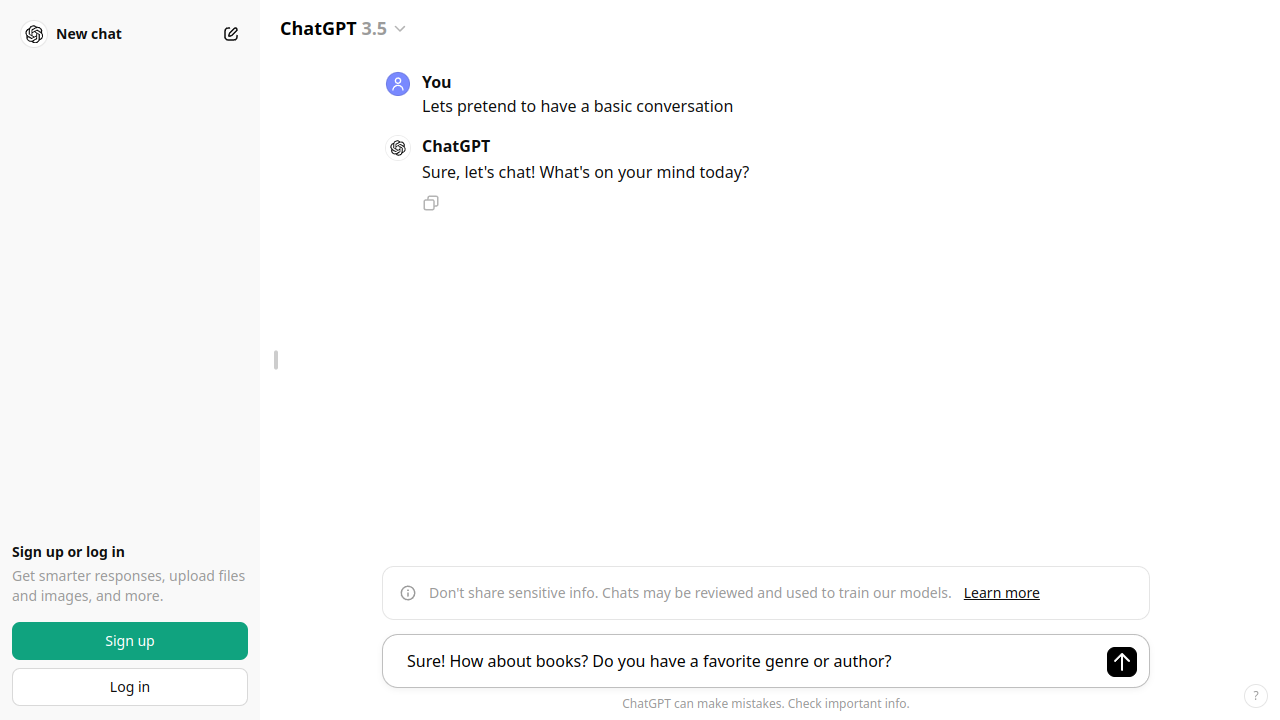 New chat
ChatGPT 3.5
You
Lets pretend to have a basic conversation
ChatGPT
Sure, let's chat! What's on your mind today?
Sign up or log in
Get smarter responses, upload files
and images, and more.
Sign up
Log in
Don't share sensitive info. Chats may be reviewed and used to train our models. Learn more
Sure! How about books? Do you have a favorite genre or author?
ChatGPT can make mistakes. Check important info.
?